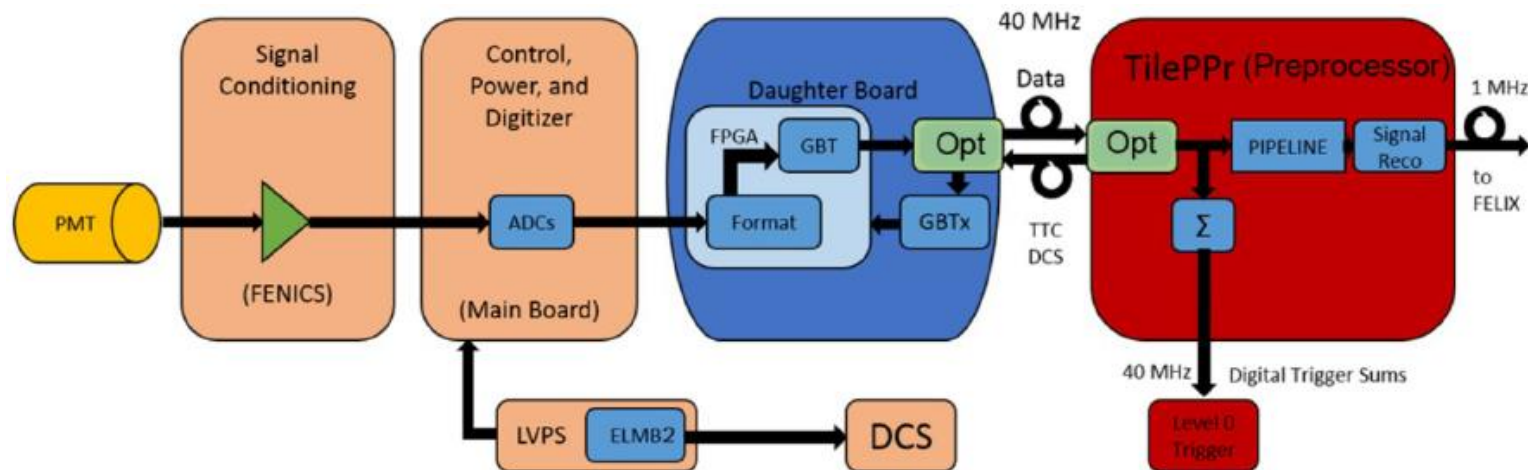 Signal
Conditioning
(FENICS)
PMT
Control,
Power, and
Digitizer
ADCs
(Main Board)
Daughter Board
FPGA
GBT
Format
Opt
GBTx
40 MHz
Data
TTC
DCS
TilePPr (Preprocessor)
Opt
PIPELINE
Signal
Reco
Σ
1 MHz
to
FELIX
40 MHz
Digital Trigger Sums
Level 0
Trigger
LVPS
ELMB2
DCS